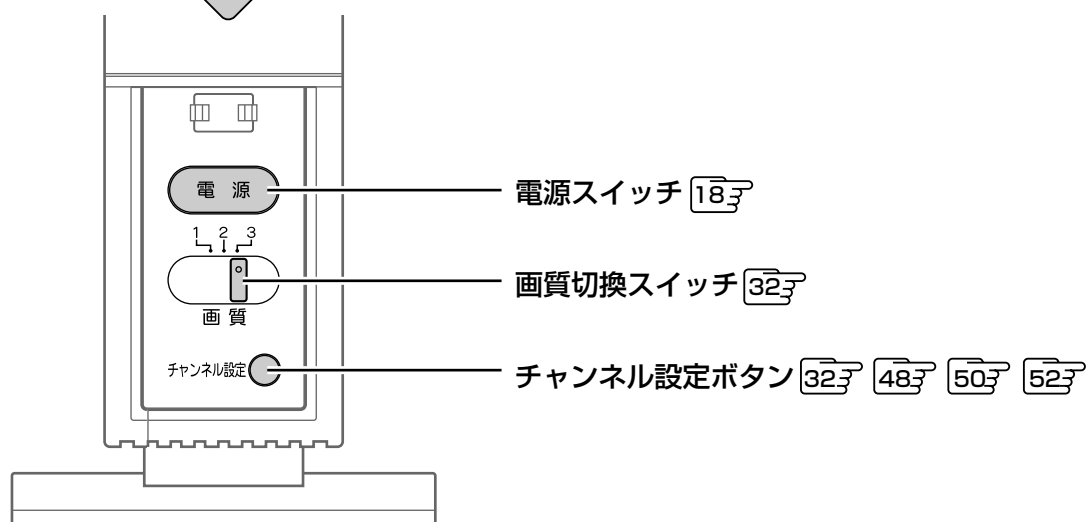 電源
電源スイッチ 18
1 2 3
画質切換スイッチ 32
画質
チャンネル設定
チャンネル設定ボタン 32 48 50 52